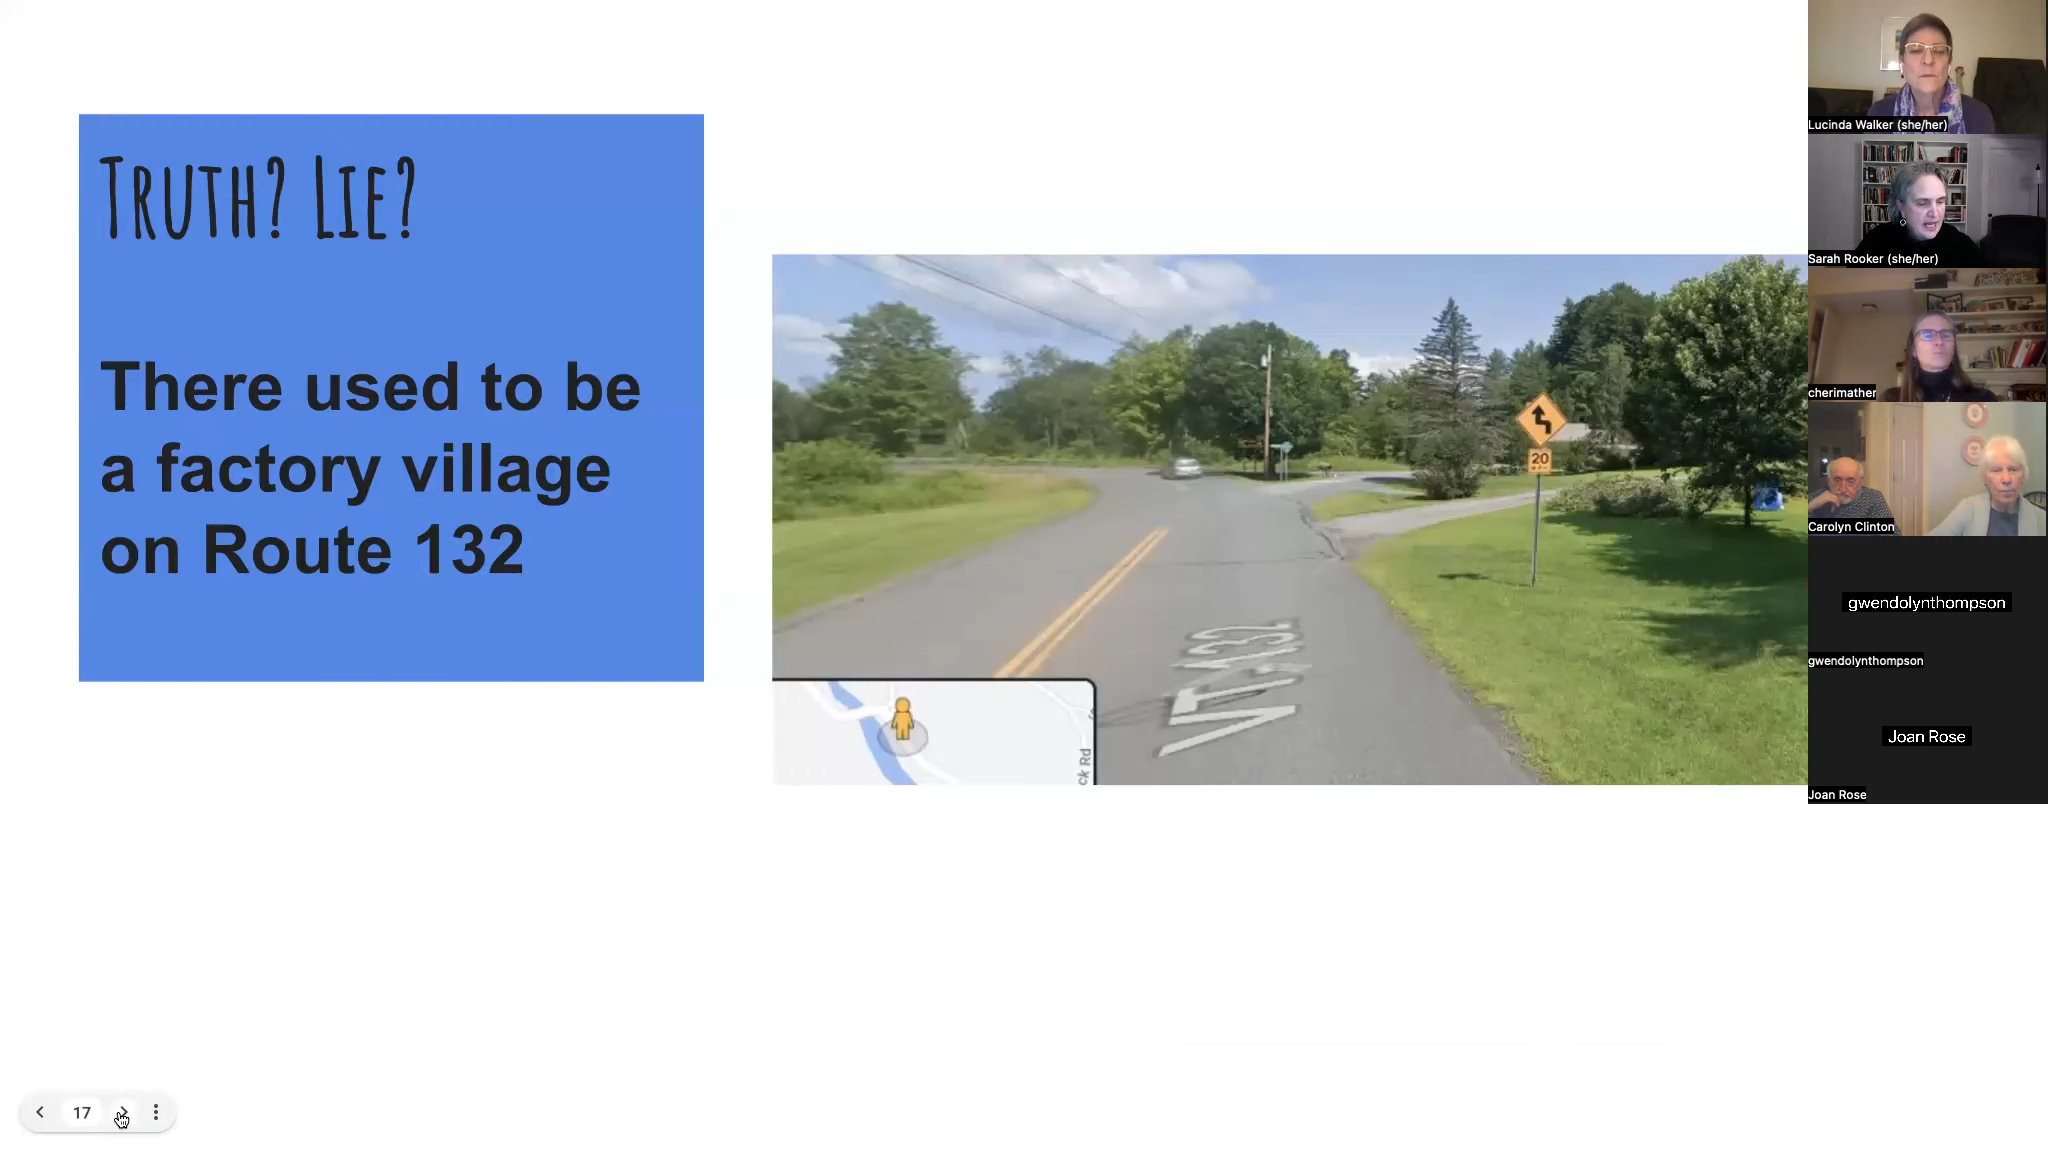 TRUTH? LIE?
There used to be
a factory village
on Route 132
20
VT-132
ck Rd
17
Lucinda Walker (she/her)
Sarah Rooker (she/her)
cherimather
Carolyn Clinton
gwendolynthompson
gwendolynthompson
Joan Rose
Joan Rose